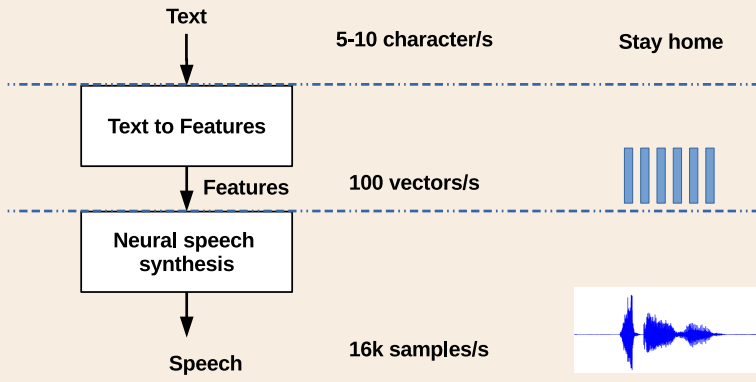 Text
5-10 character/s
Stay home
Text to Features
Features
100 vectors/s
Neural speech
synthesis
Speech
16k samples/s